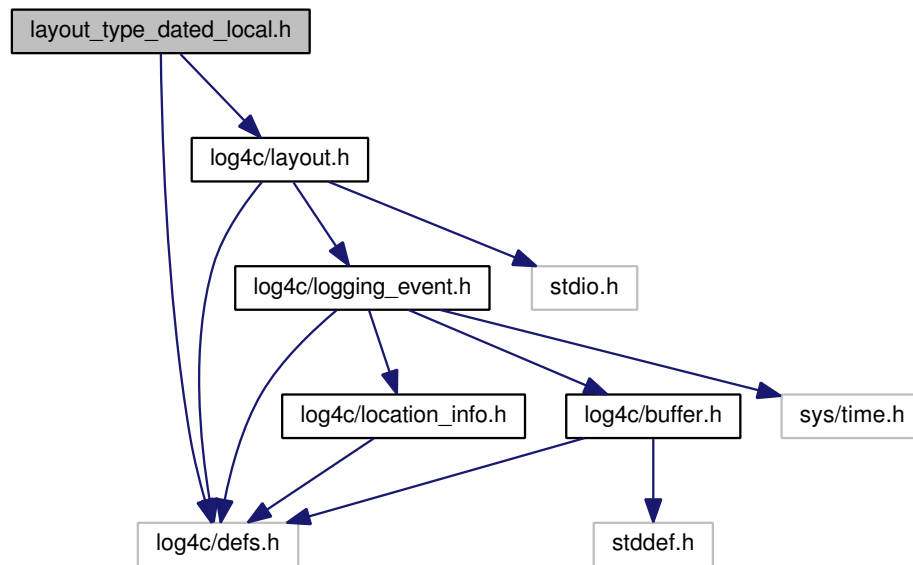 layout_type_dated_local.h
log4c/layout.h
log4c/logging_event.h
stdio.h
log4c/location_info.h
log4c/buffer.h
sys/time.h
log4c/defs.h
stddef.h